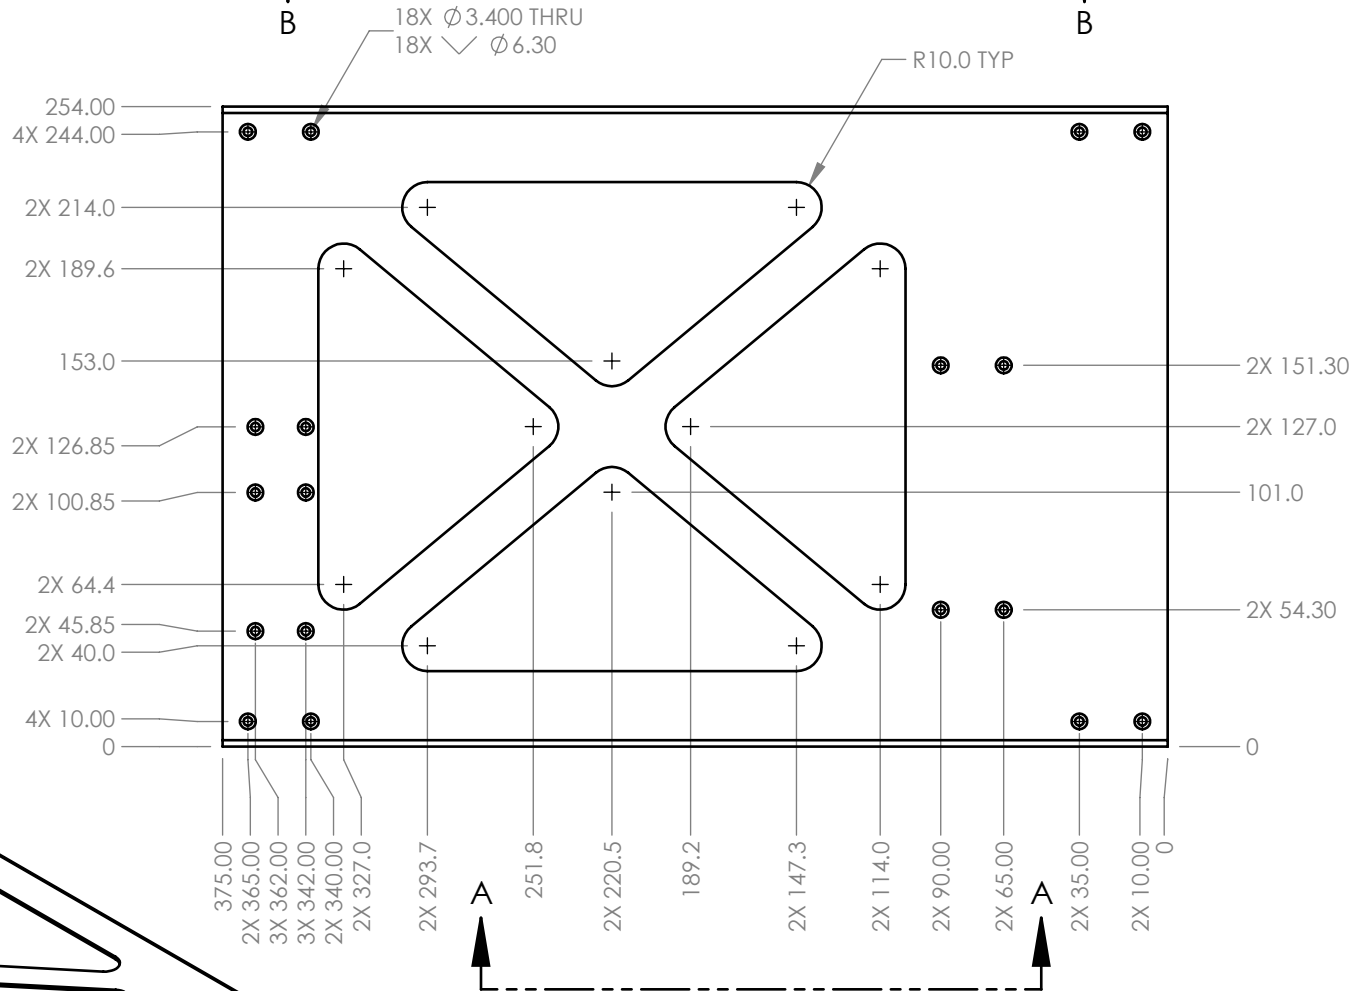 B
B
18X ⌀3.400 THRU
18X ⌵ ⌀6.30
R10.0 TYP
254.00
4X 244.00
2X 214.0
2X 189.6
153.0
2X 126.85
2X 100.85
2X 64.4
2X 45.85
2X 40.0
4X 10.00
0
2X 151.30
2X 127.0
101.0
2X 54.30
0
375.00
2X 365.00
3X 362.00
3X 342.00
2X 340.00
2X 327.0
2X 293.7
251.8
2X 220.5
189.2
2X 147.3
2X 114.0
2X 90.00
2X 65.00
2X 35.00
2X 10.00
0
A
A